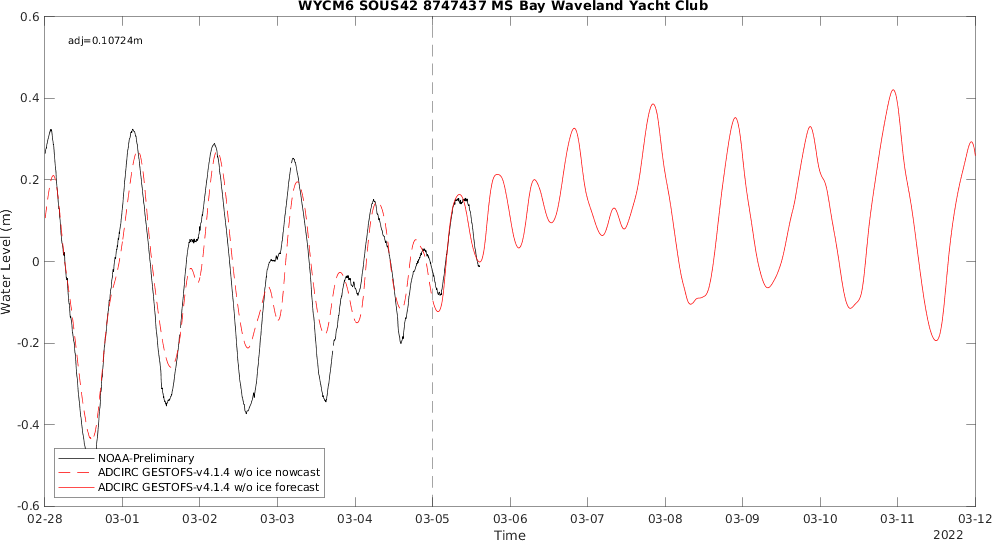 WYCM6 SOUS42 8747437 MS Bay Waveland Yacht Club
adj=0.10724m
0.6
0.4
0.2
0
-0.2
-0.4
-0.6
Water Level (m)
NOAA-Preliminary
ADCIRC GESTOFS-v4.1.4 w/o ice nowcast
ADCIRC GESTOFS-v4.1.4 w/o ice forecast
02-28 03-01 03-02 03-03 03-04 03-05 03-06 03-07 03-08 03-09 03-10 03-11 03-12
Time
2022